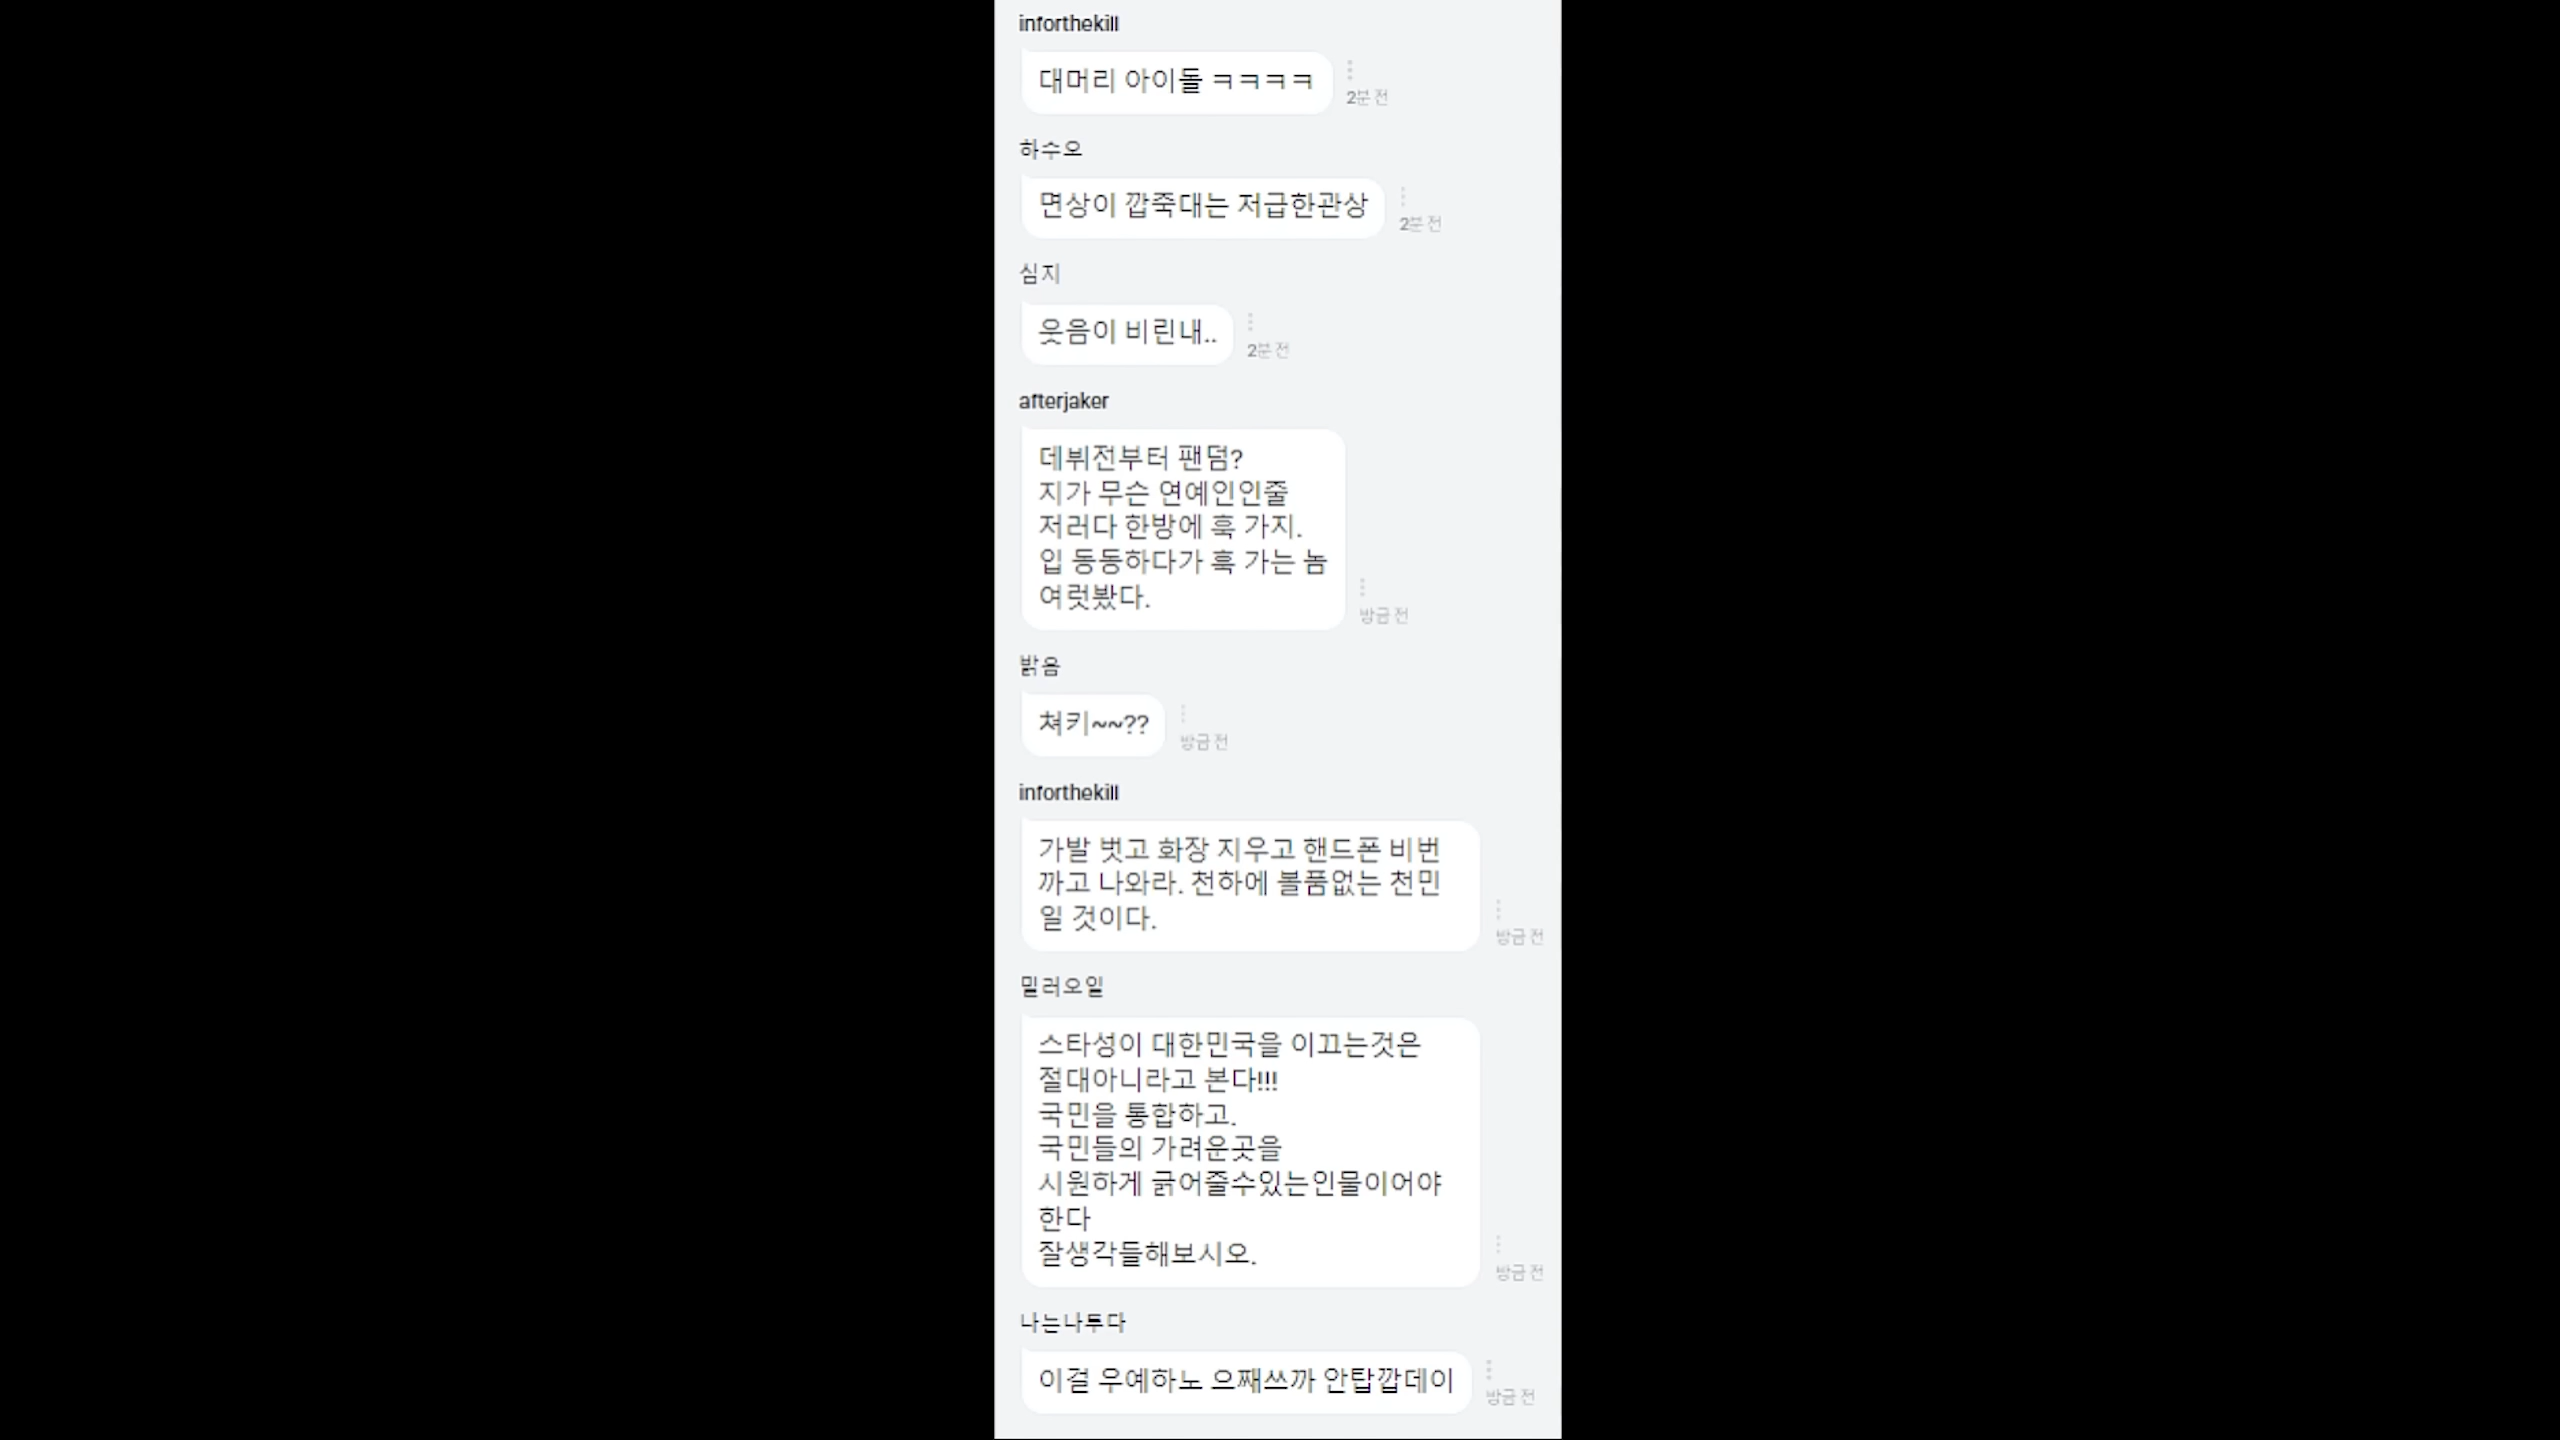 inforthekill
대머리 아이돌 ㅋㅋㅋㅋ
2분 전
하수오
면상이 깝죽대는 저급한관상
2분 전
심지
웃음이 비린내..
2분 전
afterjaker
데뷔전부터 팬덤?
지가 무슨 연예인인줄
저러다 한방에 훅 가지.
입 동동하다가 훅 가는 놈
여럿봤다.
방금 전
밝음
쳐키~~??
방금 전
inforthekill
가발 벗고 화장 지우고 핸드폰 비번
까고 나와라. 천하에 볼품없는 천민
일 것이다.
방금 전
밀러오일
스타성이 대한민국을 이끄는것은
절대아니라고 본다!!!
국민을 통합하고.
국민들의 가려운곳을
시원하게 긁어줄수있는인물이어야
한다
잘생각들해보시오.
방금 전
나는나투다
이걸 우예하노 으째쓰까 안탑깝데이
방금 전